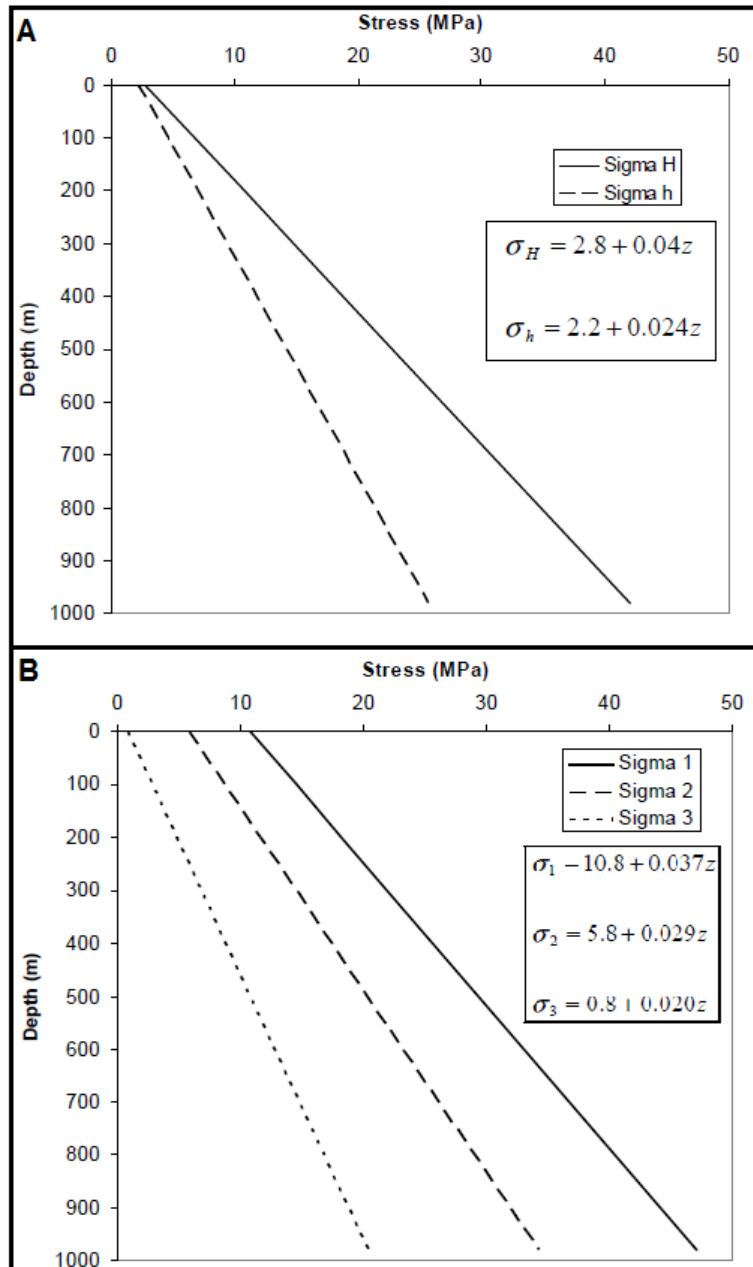 A
Stress (MPa)
0 10 20 30 40 50
0
100
200
300
400
500
600
700
800
900
1000
Depth (m)
Sigma H
Sigma h
σ_H = 2.8 + 0.04z
σ_h = 2.2 + 0.024z
B
Stress (MPa)
0 10 20 30 40 50
0
100
200
300
400
500
600
700
800
900
1000
Depth (m)
Sigma 1
Sigma 2
Sigma 3
σ₁ − 10.8 + 0.037z
σ₂ = 5.8 + 0.029z
σ₃ = 0.8 + 0.020z